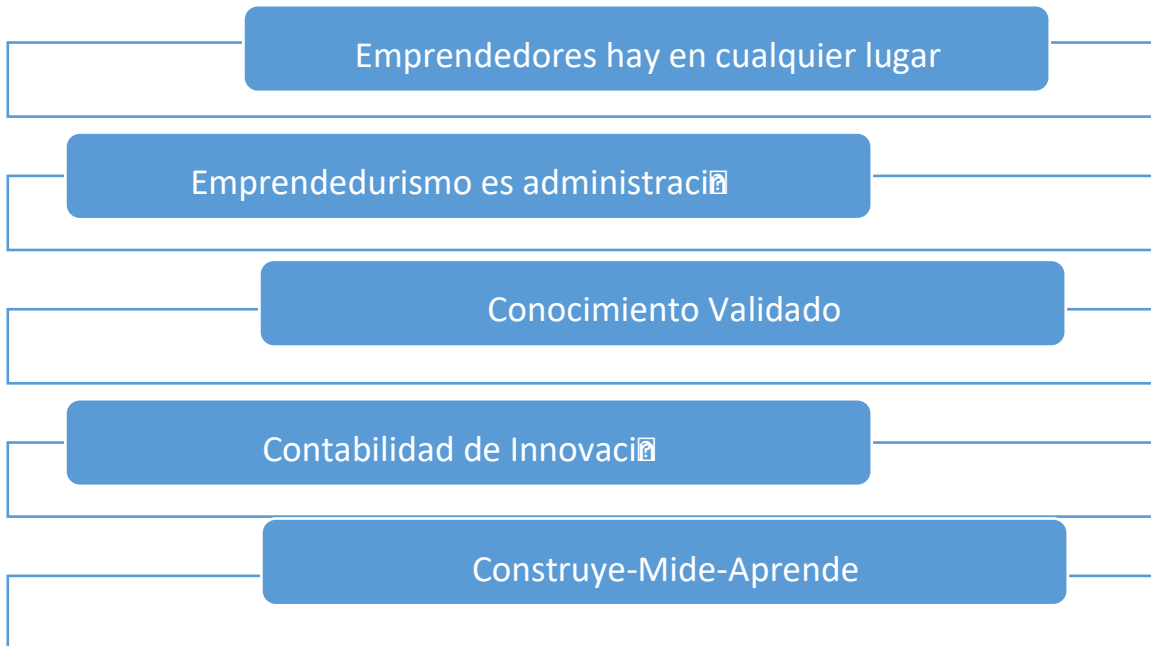 Emprendedores hay en cualquier lugar
Emprendedurismo es administraci�
Conocimiento Validado
Contabilidad de Innovaci�
Construye-Mide-Aprende